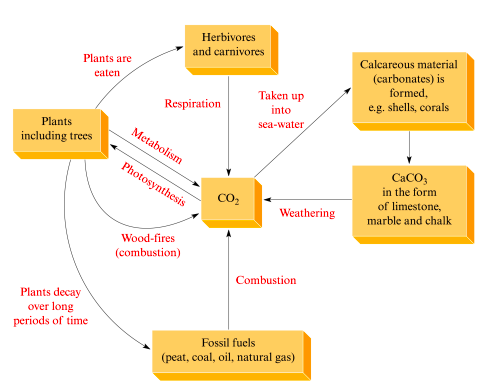 Herbivores
and carnivores
Plants are
eaten
Calcareous material
(carbonates) is
formed,
e.g. shells, corals
Respiration
Taken up
into
sea-water
Plants
including trees
Metabolism
Photosynthesis
CO₂
CaCO₃
in the form
of limestone,
marble and chalk
Weathering
Wood-fires
(combustion)
Combustion
Plants decay
over long
periods of time
Fossil fuels
(peat, coal, oil, natural gas)